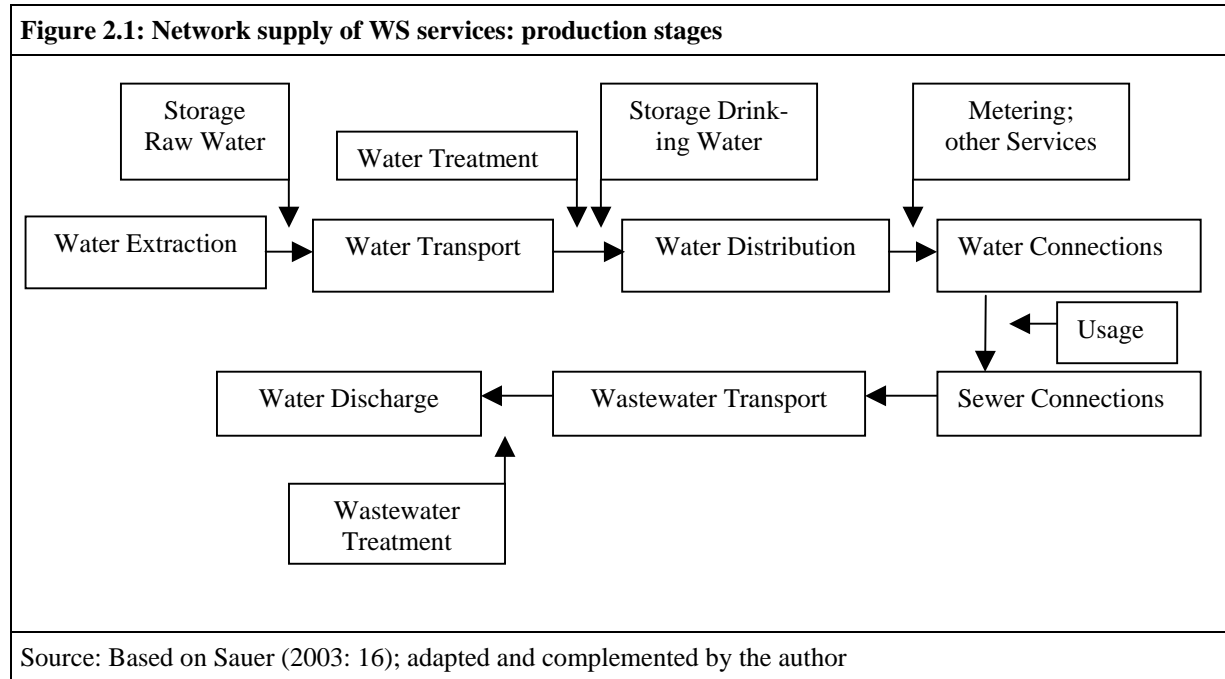 Figure 2.1: Network supply of WS services: production stages
Storage
Raw Water
Water Treatment
Storage Drink-
ing Water
Metering;
other Services
Water Extraction
Water Transport
Water Distribution
Water Connections
Usage
Water Discharge
Wastewater Transport
Sewer Connections
Wastewater
Treatment
Source: Based on Sauer (2003: 16); adapted and complemented by the author